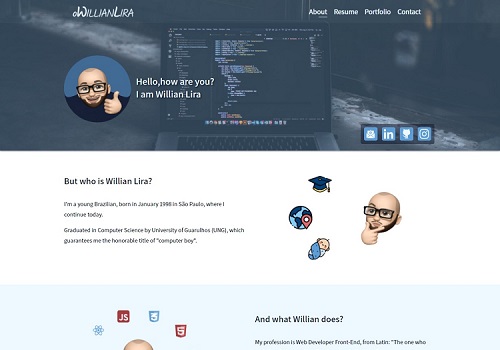 oWILLIANLIRA
About Resume Portfolio Contact
Hello,how are you?
I am Willian Lira
But who is Willian Lira?
I'm a young Brazilian, born in January 1998 in São Paulo, where I
continue today.
Graduated in Computer Science by University of Guarulhos (UNG), which
guarantees me the honorable title of "computer boy".
JS
And what Willian does?
My profession is Web Developer Front-End, from Latin: "The one who